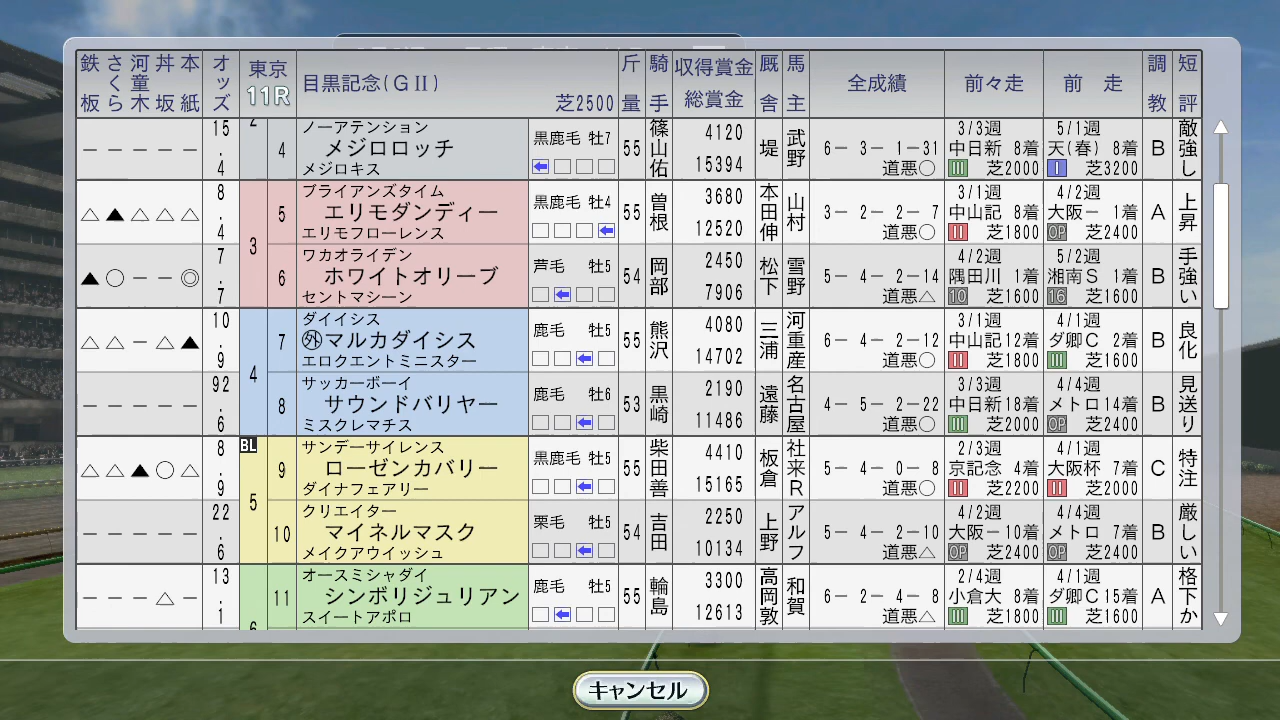 鉄板 さくら 河童木 丼坂 本紙 オッズ 東京 11R 目黒記念(GⅡ) 芝2500 斤量 騎手 収得賞金 総賞金 厩舎 馬主 全成績 前々走 前 走 調教 短評
－ － － － － 15.4 4 ノーアテンション 黒鹿毛 牡7 55 篠山佑 4120 堤 武野 6－ 3－ 1－31 3/3週 5/1週 B 敵強し
メジロロッチ 中日新 8着 天(春) 8着
メジロキス 15394 道悪○ Ⅲ 芝2000 Ⅰ 芝3200
△ ▲ △ △ △ 8.4 3 5 ブライアンズタイム 黒鹿毛 牡4 55 曽根 3680 本田伸 山村 3－ 2－ 2－ 7 3/1週 4/2週 A 上昇
エリモダンディー 中山記 8着 大阪－ 1着
エリモフローレンス 12520 道悪○ Ⅱ 芝1800 OP 芝2400
▲ ○ － － ◎ 7.7 6 ワカオライデン 芦毛 牡5 54 岡部 2450 松下 雪野 5－ 4－ 2－14 4/2週 5/2週 B 手強い
ホワイトオリーブ 隅田川 1着 湘南S 1着
セントマシーン 7906 道悪△ 10 芝1600 16 芝1600
△ △ － △ ▲ 10.9 4 7 ダイイシス 鹿毛 牡5 55 熊沢 4080 三浦 河重産 6－ 4－ 2－12 3/1週 4/1週 B 良化
外 マルカダイシス 中山記12着 ダ卿C 2着
エロクエントミニスター 14702 道悪○ Ⅱ 芝1800 Ⅲ 芝1600
－ － － － － 92.6 8 サッカーボーイ 鹿毛 牡6 53 黒崎 2190 遠藤 名古屋 4－ 5－ 2－22 3/3週 4/4週 B 見送り
サウンドバリヤー 中日新18着 メトロ14着
ミスクレマチス 11486 道悪○ Ⅲ 芝2000 OP 芝2400
△ △ ▲ ○ △ 8.9 BL 5 9 サンデーサイレンス 黒鹿毛 牡5 55 柴田善 4410 板倉 社来R 5－ 4－ 0－ 8 2/3週 4/1週 C 特注
ローゼンカバリー 京記念 4着 大阪杯 7着
ダイナフェアリー 15165 道悪○ Ⅱ 芝2200 Ⅱ 芝2000
－ － － － － 22.6 10 クリエイター 栗毛 牡5 54 吉田 2250 上野 アルフ 5－ 4－ 2－10 4/2週 4/4週 B 厳しい
マイネルマスク 大阪－10着 メトロ 7着
メイクアウイッシュ 10134 道悪△ OP 芝2400 OP 芝2400
－ － － △ － 13.1 6 11 オースミシャダイ 鹿毛 牡5 55 輪島 3300 高岡敦 和賀 6－ 2－ 4－ 8 2/4週 4/1週 A 格下か
シンボリジュリアン 小倉大 8着 ダ卿C15着
スイートアポロ 12613 道悪△ Ⅲ 芝1800 Ⅲ 芝1600
キャンセル